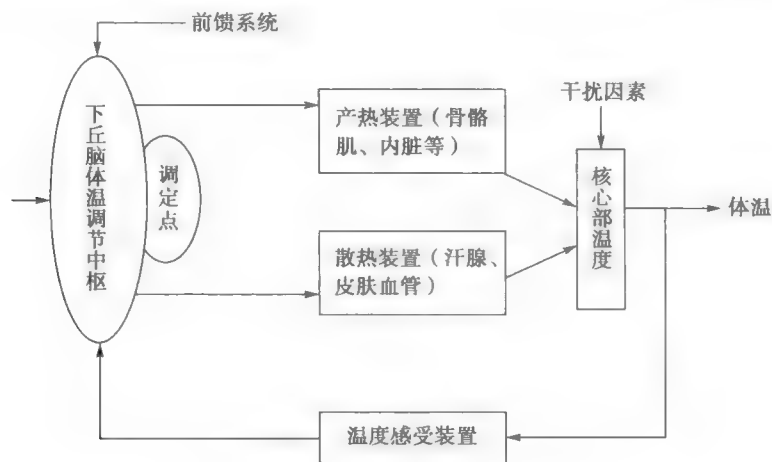 前馈系统
下丘脑体温调节中枢
调定点
产热装置（骨骼
肌、内脏等）
散热装置（汗腺、
皮肤血管）
干扰因素
核心部温度
体温
温度感受装置